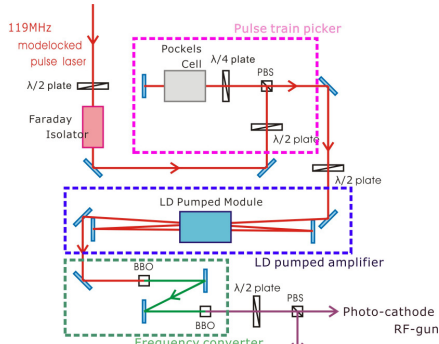 119MHz
modelocked
pulse laser
λ/2 plate
Faraday
Isolator
Pulse train picker
Pockels
Cell
λ/4 plate
PBS
λ/2 plate
λ/2 plate
LD Pumped Module
LD pumped amplifier
BBO
BBO
λ/2 plate
PBS
Photo-cathode
RF-gun
Frequency converter